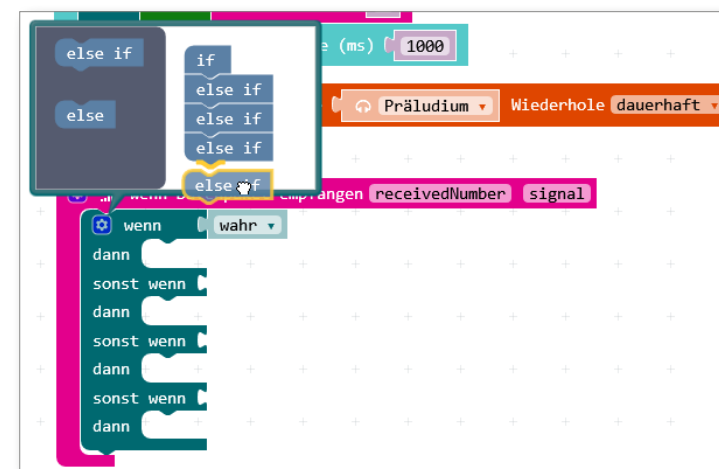 else if
if
(ms) 1000
else if
else
else if
Präludium Wiederhole dauerhaft
else if
else if
wenn empfangen receivedNumber signal
wenn wahr
dann
sonst wenn
dann
sonst wenn
dann
sonst wenn
dann